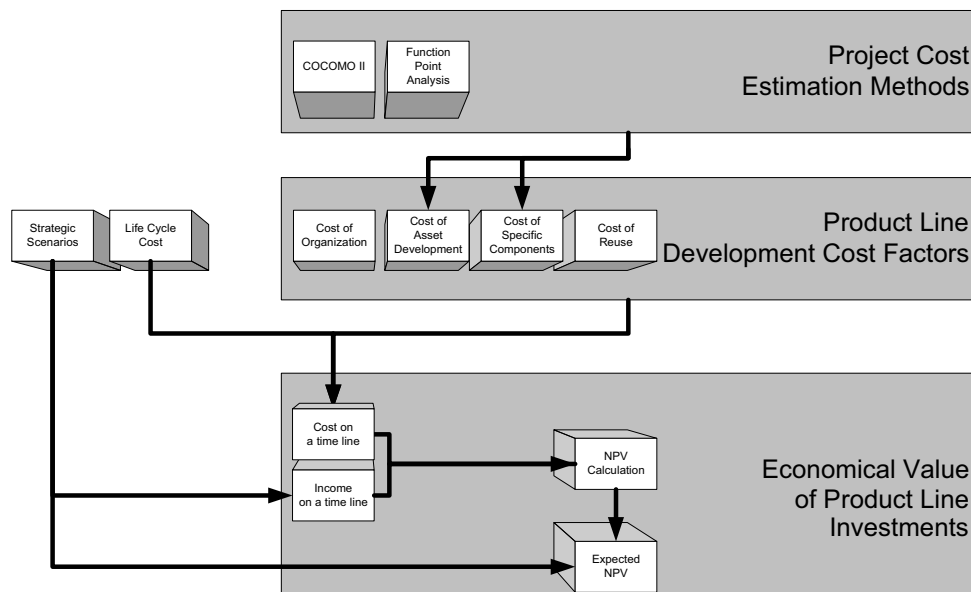 COCOMO II
Function
Point
Analysis
Project Cost
Estimation Methods
Strategic
Scenarios
Life Cycle
Cost
Cost of
Organization
Cost of
Asset
Development
Cost of
Specific
Components
Cost of
Reuse
Product Line
Development Cost Factors
Cost on
a time line
Income
on a time line
NPV
Calculation
Expected
NPV
Economical Value
of Product Line
Investments